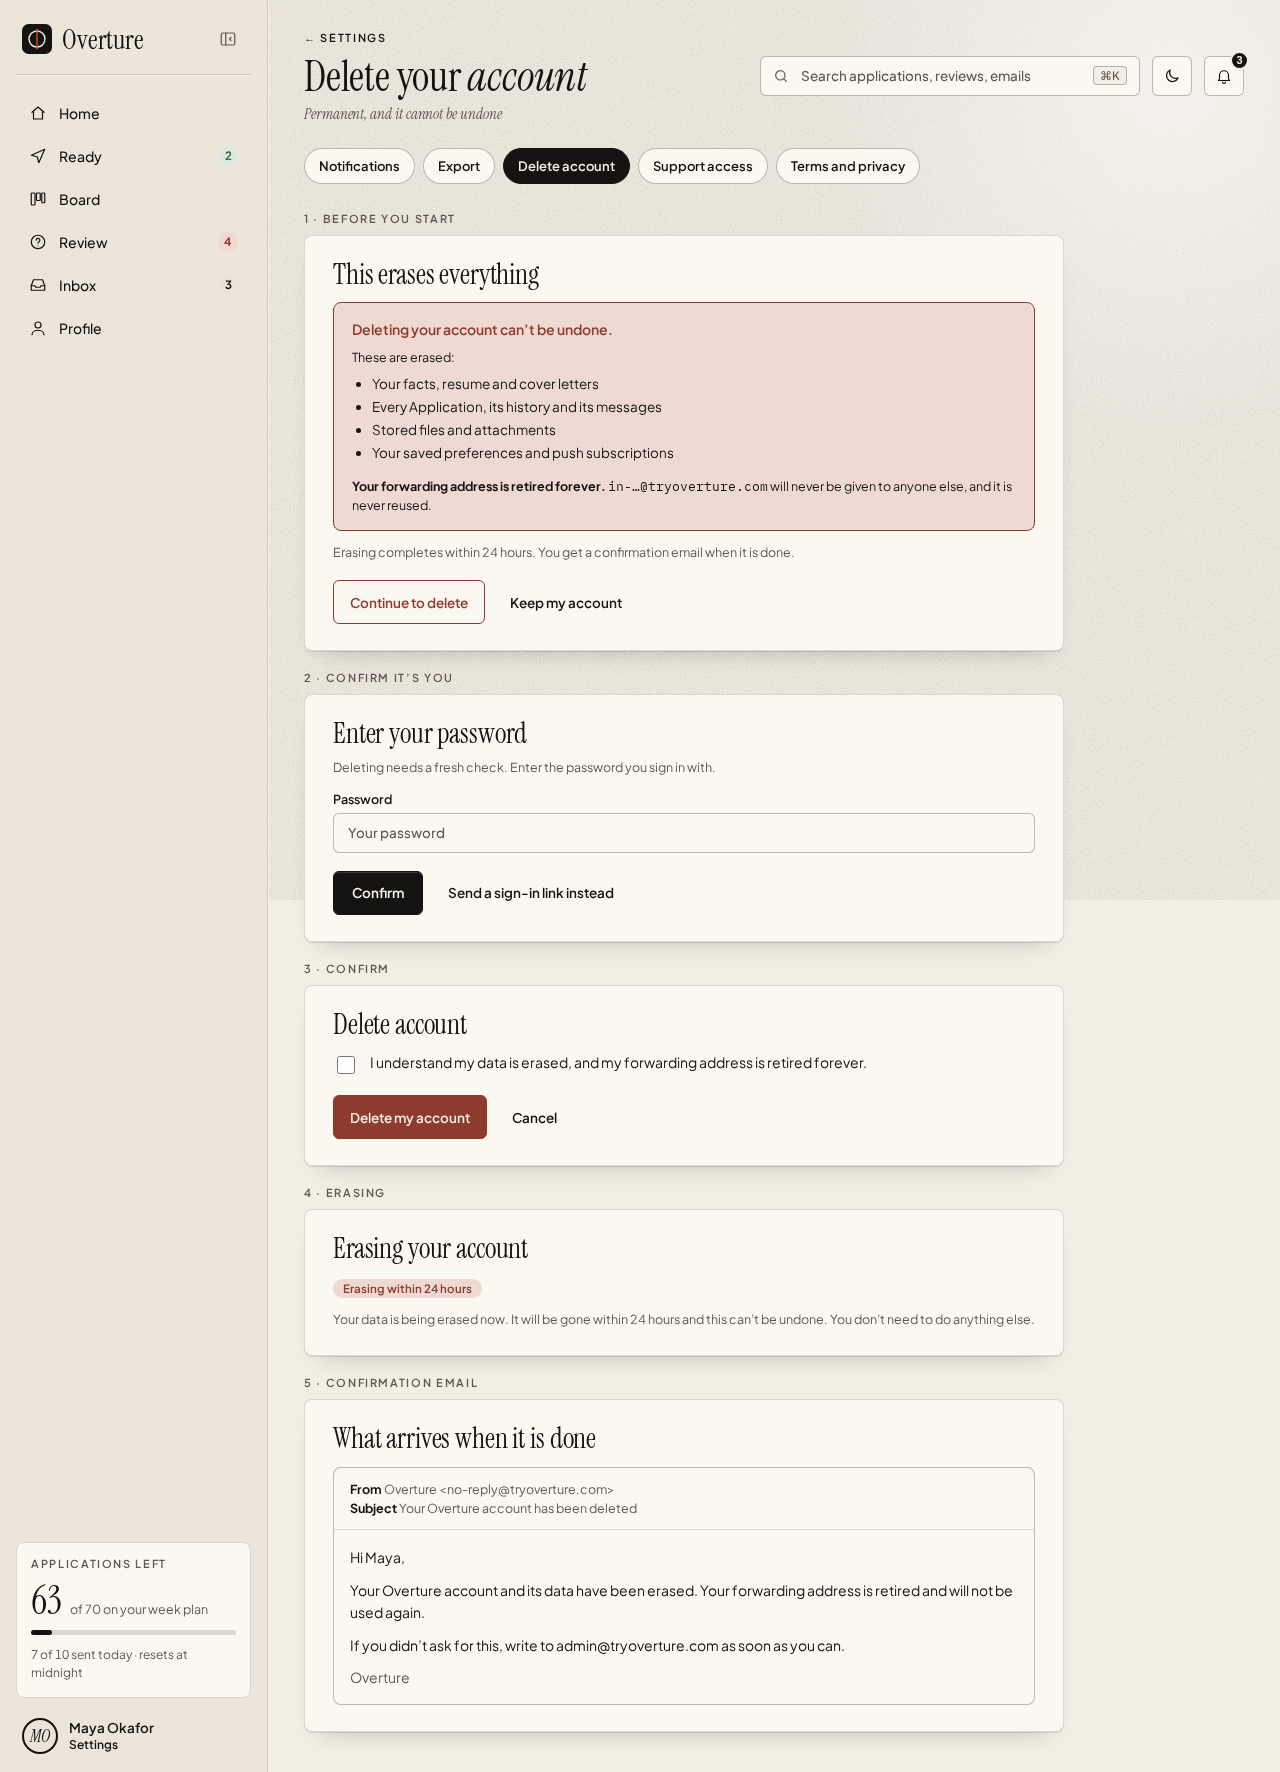 Overture
Home
Ready 2
Board
Review 4
Inbox 3
Profile
APPLICATIONS LEFT
63 of 70 on your week plan
7 of 10 sent today · resets at
midnight
MO
Maya Okafor
Settings
← SETTINGS
Delete your account
Permanent, and it cannot be undone
Search applications, reviews, emails ⌘K
3
Notifications Export Delete account Support access Terms and privacy
1 · BEFORE YOU START
This erases everything
Deleting your account can’t be undone.
These are erased:
• Your facts, resume and cover letters
• Every Application, its history and its messages
• Stored files and attachments
• Your saved preferences and push subscriptions
Your forwarding address is retired forever. in-…@tryoverture.com will never be given to anyone else, and it is
never reused.
Erasing completes within 24 hours. You get a confirmation email when it is done.
Continue to delete Keep my account
2 · CONFIRM IT’S YOU
Enter your password
Deleting needs a fresh check. Enter the password you sign in with.
Password
Your password
Confirm Send a sign-in link instead
3 · CONFIRM
Delete account
I understand my data is erased, and my forwarding address is retired forever.
Delete my account Cancel
4 · ERASING
Erasing your account
Erasing within 24 hours
Your data is being erased now. It will be gone within 24 hours and this can’t be undone. You don’t need to do anything else.
5 · CONFIRMATION EMAIL
What arrives when it is done
From Overture <no-reply@tryoverture.com>
Subject Your Overture account has been deleted
Hi Maya,
Your Overture account and its data have been erased. Your forwarding address is retired and will not be
used again.
If you didn’t ask for this, write to admin@tryoverture.com as soon as you can.
Overture